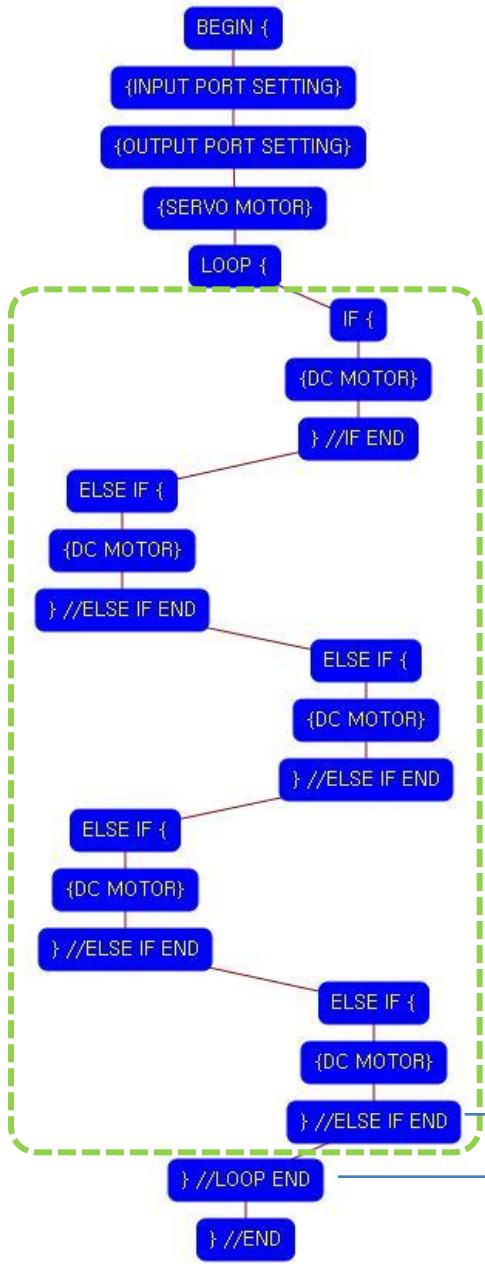 BEGIN {
{INPUT PORT SETTING}
{OUTPUT PORT SETTING}
{SERVO MOTOR}
LOOP {
IF {
{DC MOTOR}
} //IF END
ELSE IF {
{DC MOTOR}
} //ELSE IF END
ELSE IF {
{DC MOTOR}
} //ELSE IF END
ELSE IF {
{DC MOTOR}
} //ELSE IF END
ELSE IF {
{DC MOTOR}
} //ELSE IF END
} //LOOP END
} //END